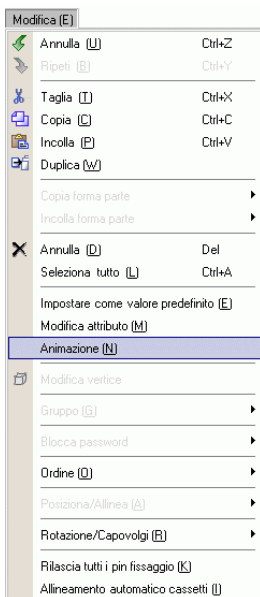 Modifica (E)
Annulla (U) Ctrl+Z
Ripeti (B) Ctrl+Y
Taglia (T) Ctrl+X
Copia (C) Ctrl+C
Incolla (P) Ctrl+V
Duplica (W)
Copia forma parte
Incolla forma parte
Annulla (D) Del
Seleziona tutto (L) Ctrl+A
Impostare come valore predefinito (E)
Modifica attributo (M)
Animazione (N)
Modifica vertice
Gruppo (G)
Blocca password
Ordine (O)
Posiziona/Allinea (A)
Rotazione/Capovolgi (R)
Rilascia tutti i pin fissaggio (K)
Allineamento automatico cassetti (I)